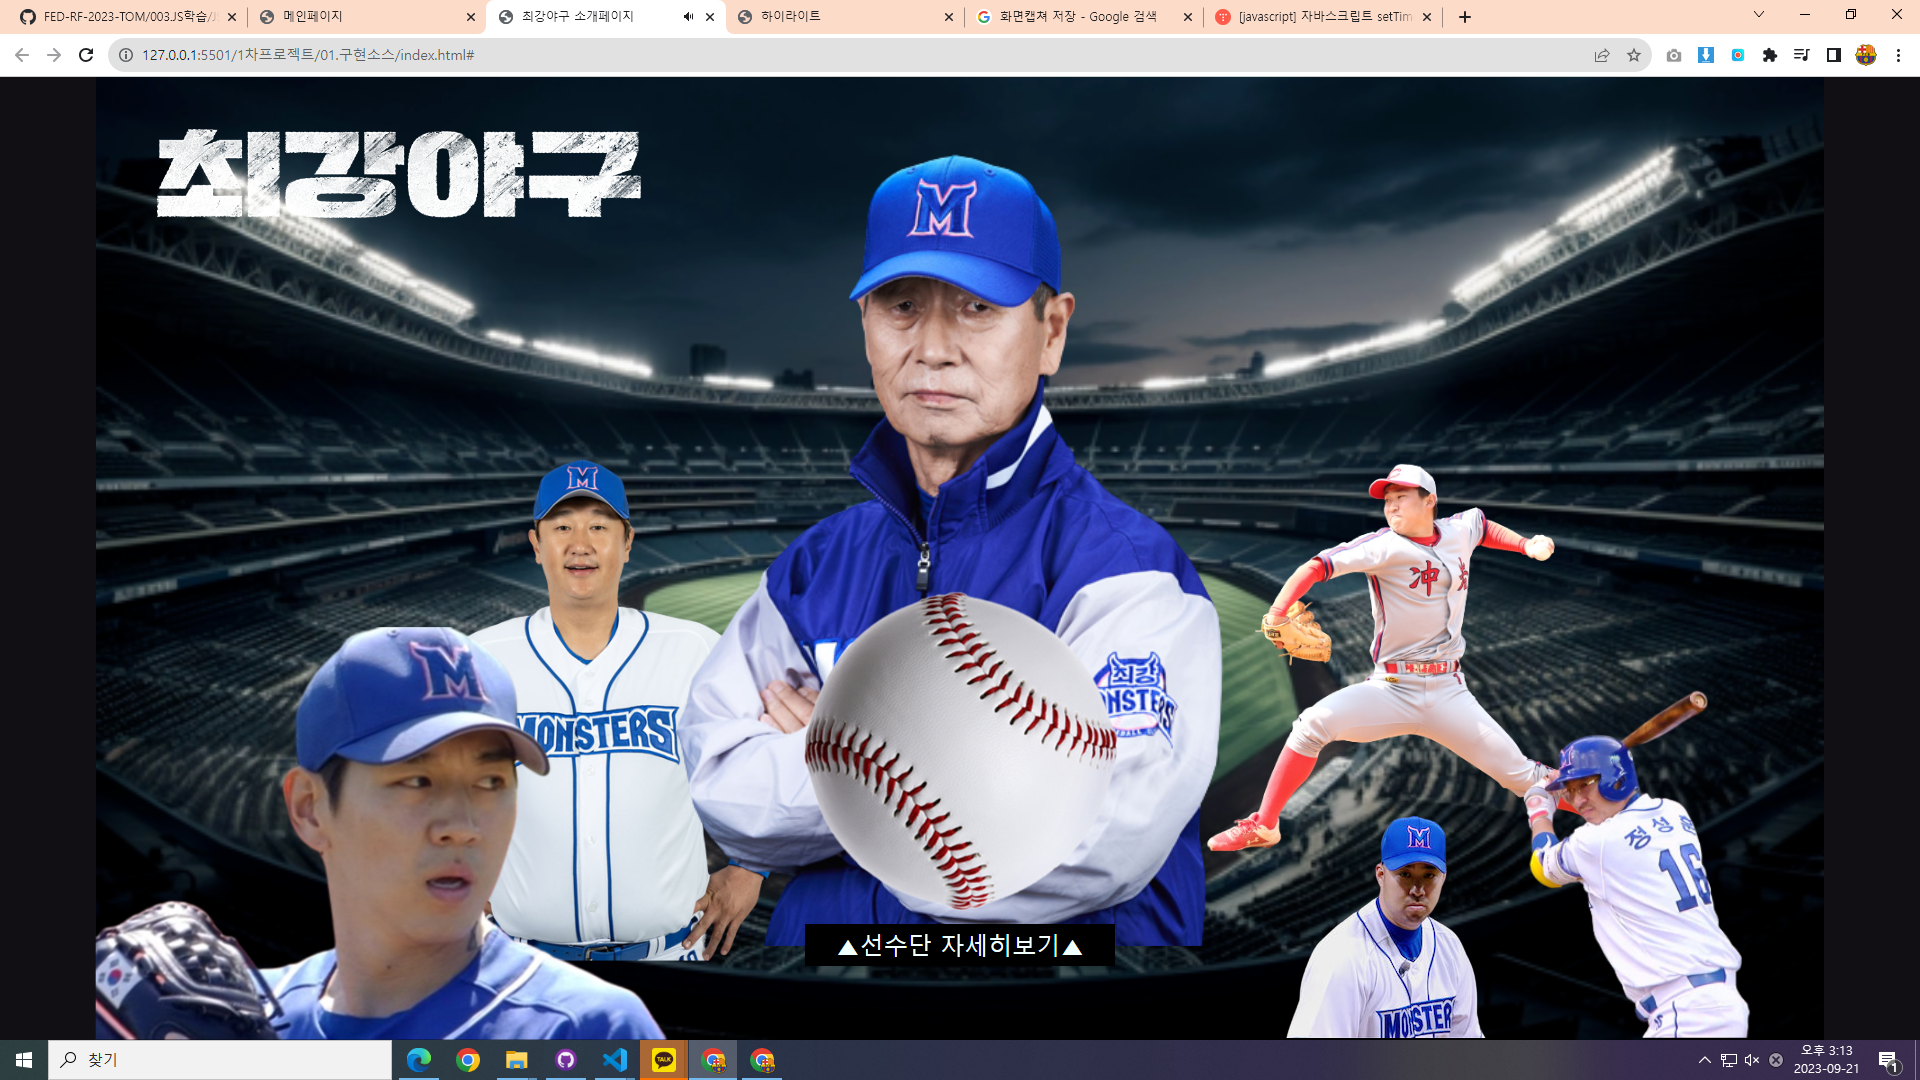 FED-RF-2023-TOM/003.JS학습/J
메인페이지
최강야구 소개페이지
하이라이트
화면캡쳐 저장 - Google 검색
[javascript] 자바스크립트 setTim
127.0.0.1:5501/1차프로젝트/01.구현소스/index.html#
최강야구
M
M
冲
M
M
최강
MONSTERS
MONSTERS
정성훈
16
M
▲선수단 자세히보기▲
MONSTER
찾기
TALK
오후 3:13
2023-09-21
1